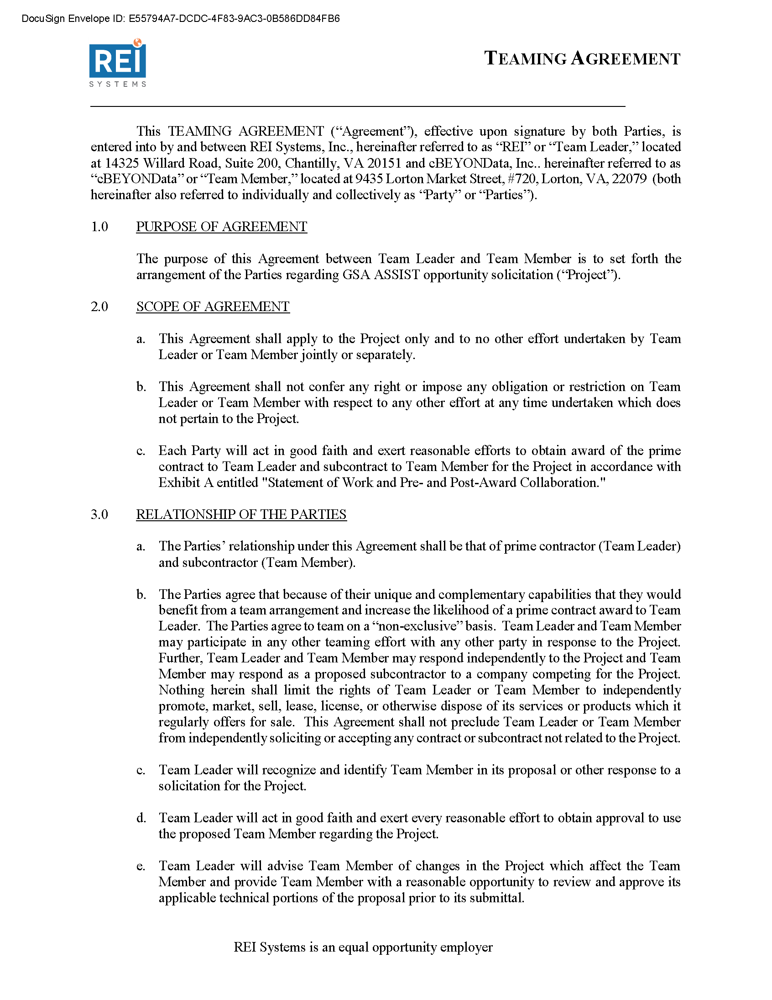 DocuSign Envelope ID: E55794A7-DCDC-4F83-9AC3-0B586DD84FB6
REI
SYSTEMS
TEAMING AGREEMENT
This TEAMING AGREEMENT (“Agreement”), effective upon signature by both Parties, is
entered into by and between REI Systems, Inc., hereinafter referred to as “REI” or “Team Leader,” located
at 14325 Willard Road, Suite 200, Chantilly, VA 20151 and cBEYONData, Inc.. hereinafter referred to as
“cBEYONData” or “Team Member,” located at 9435 Lorton Market Street, #720, Lorton, VA, 22079 (both
hereinafter also referred to individually and collectively as “Party” or “Parties”).
1.0 PURPOSE OF AGREEMENT
The purpose of this Agreement between Team Leader and Team Member is to set forth the
arrangement of the Parties regarding GSA ASSIST opportunity solicitation (“Project”).
2.0 SCOPE OF AGREEMENT
a. This Agreement shall apply to the Project only and to no other effort undertaken by Team
Leader or Team Member jointly or separately.
b. This Agreement shall not confer any right or impose any obligation or restriction on Team
Leader or Team Member with respect to any other effort at any time undertaken which does
not pertain to the Project.
c. Each Party will act in good faith and exert reasonable efforts to obtain award of the prime
contract to Team Leader and subcontract to Team Member for the Project in accordance with
Exhibit A entitled "Statement of Work and Pre- and Post-Award Collaboration."
3.0 RELATIONSHIP OF THE PARTIES
a. The Parties’ relationship under this Agreement shall be that of prime contractor (Team Leader)
and subcontractor (Team Member).
b. The Parties agree that because of their unique and complementary capabilities that they would
benefit from a team arrangement and increase the likelihood of a prime contract award to Team
Leader. The Parties agree to team on a “non-exclusive” basis. Team Leader and Team Member
may participate in any other teaming effort with any other party in response to the Project.
Further, Team Leader and Team Member may respond independently to the Project and Team
Member may respond as a proposed subcontractor to a company competing for the Project.
Nothing herein shall limit the rights of Team Leader or Team Member to independently
promote, market, sell, lease, license, or otherwise dispose of its services or products which it
regularly offers for sale. This Agreement shall not preclude Team Leader or Team Member
from independently soliciting or accepting any contract or subcontract not related to the Project.
c. Team Leader will recognize and identify Team Member in its proposal or other response to a
solicitation for the Project.
d. Team Leader will act in good faith and exert every reasonable effort to obtain approval to use
the proposed Team Member regarding the Project.
e. Team Leader will advise Team Member of changes in the Project which affect the Team
Member and provide Team Member with a reasonable opportunity to review and approve its
applicable technical portions of the proposal prior to its submittal.
REI Systems is an equal opportunity employer